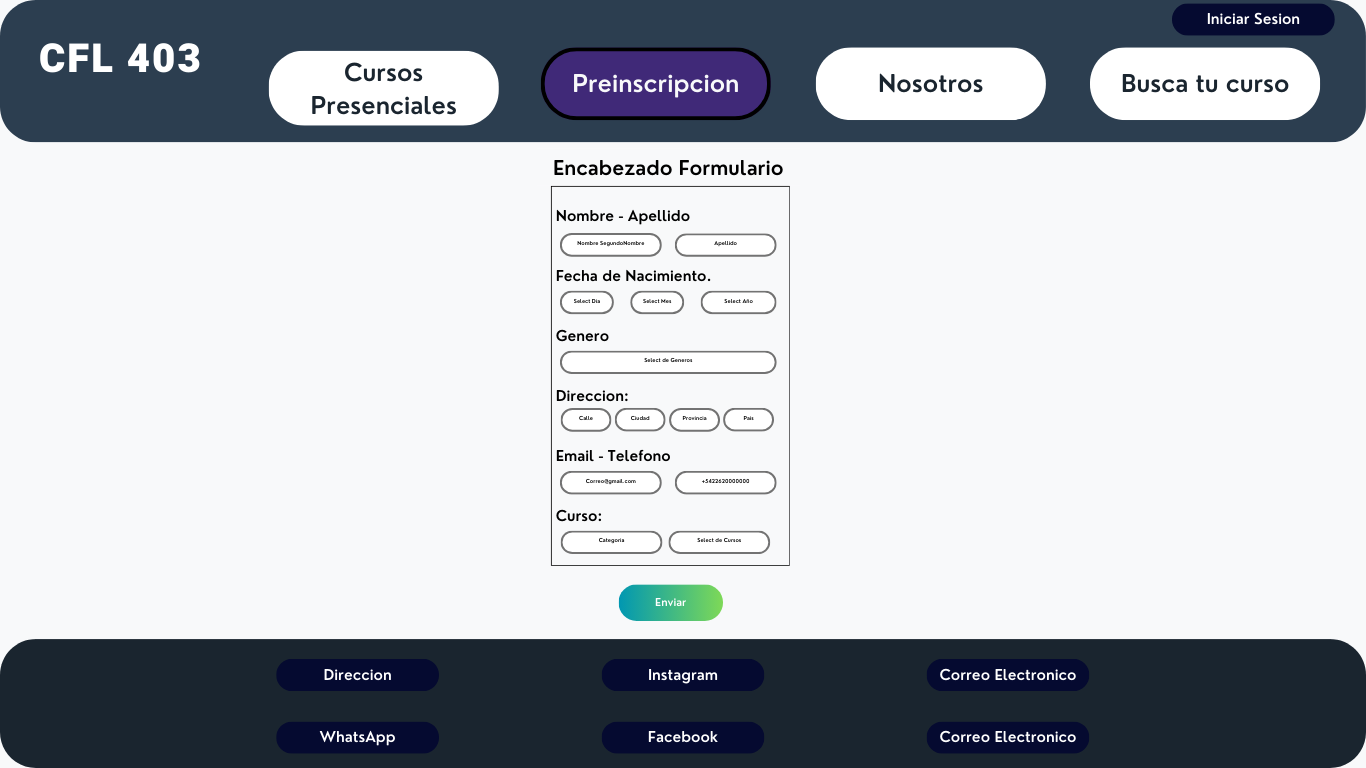 Iniciar Sesion
CFL 403
Cursos
Presenciales
Preinscripcion
Nosotros
Busca tu curso
Encabezado Formulario
Nombre - Apellido
Nombre SegundoNombre
Apellido
Fecha de Nacimiento.
Select Dia
Select Mes
Select Año
Genero
Select de Generos
Direccion:
Calle
Ciudad
Provincia
Pais
Email - Telefono
Correo@gmail.com
+5422620000000
Curso:
Categoria
Select de Cursos
Enviar
Direccion
Instagram
Correo Electronico
WhatsApp
Facebook
Correo Electronico